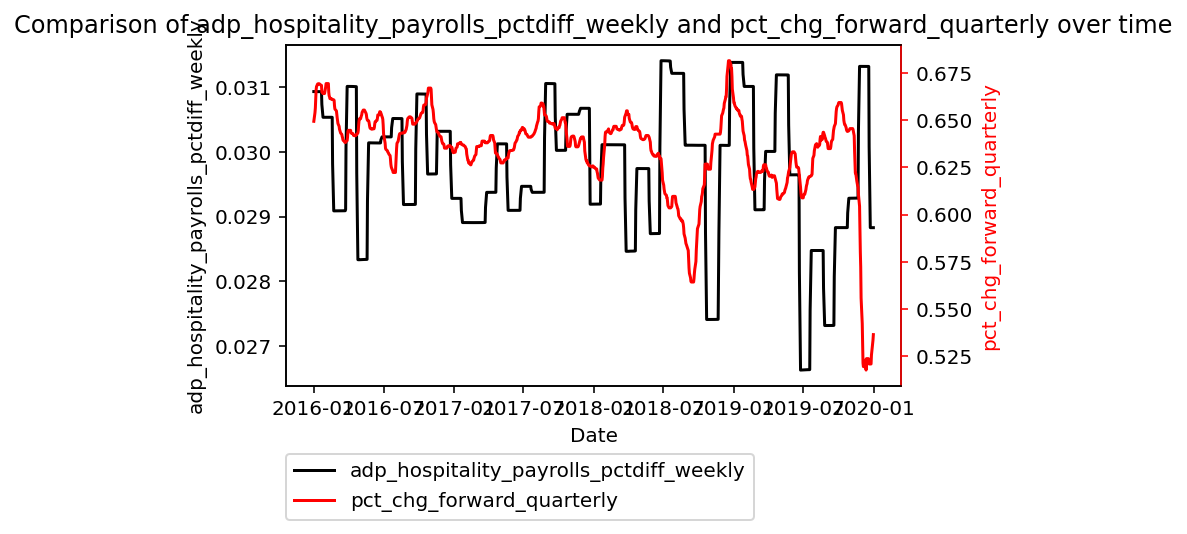 Comparison of adp_hospitality_payrolls_pctdiff_weekly and pct_chg_forward_quarterly over time
adp_hospitality_payrolls_pctdiff_weekly
0.031
0.030
0.029
0.028
0.027
0.675
0.650
0.625
0.600
0.575
0.550
0.525
pct_chg_forward_quarterly
2016-01 2016-07 2017-01 2017-07 2018-01 2018-07 2019-01 2019-07 2020-01
Date
adp_hospitality_payrolls_pctdiff_weekly
pct_chg_forward_quarterly